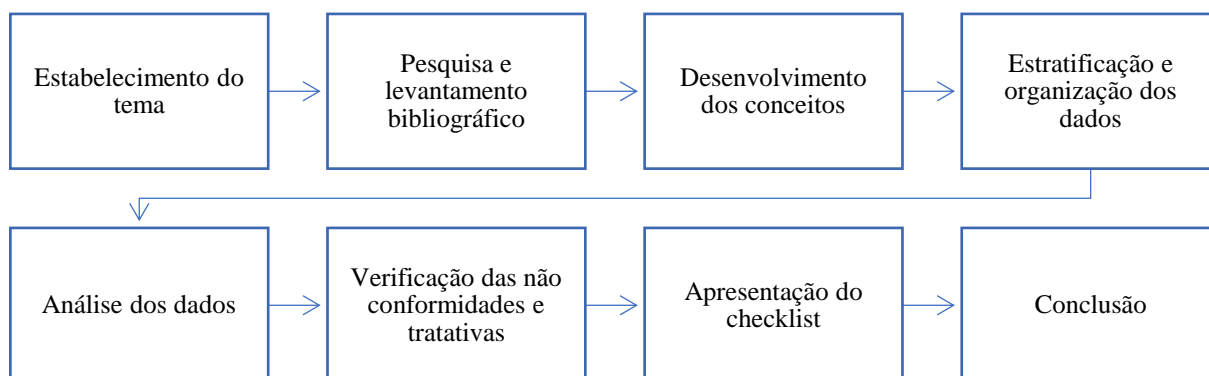 Estabelecimento do
tema
Pesquisa e
levantamento
bibliográfico
Desenvolvimento
dos conceitos
Estratificação e
organização dos
dados
Análise dos dados
Verificação das não
conformidades e
tratativas
Apresentação do
checklist
Conclusão